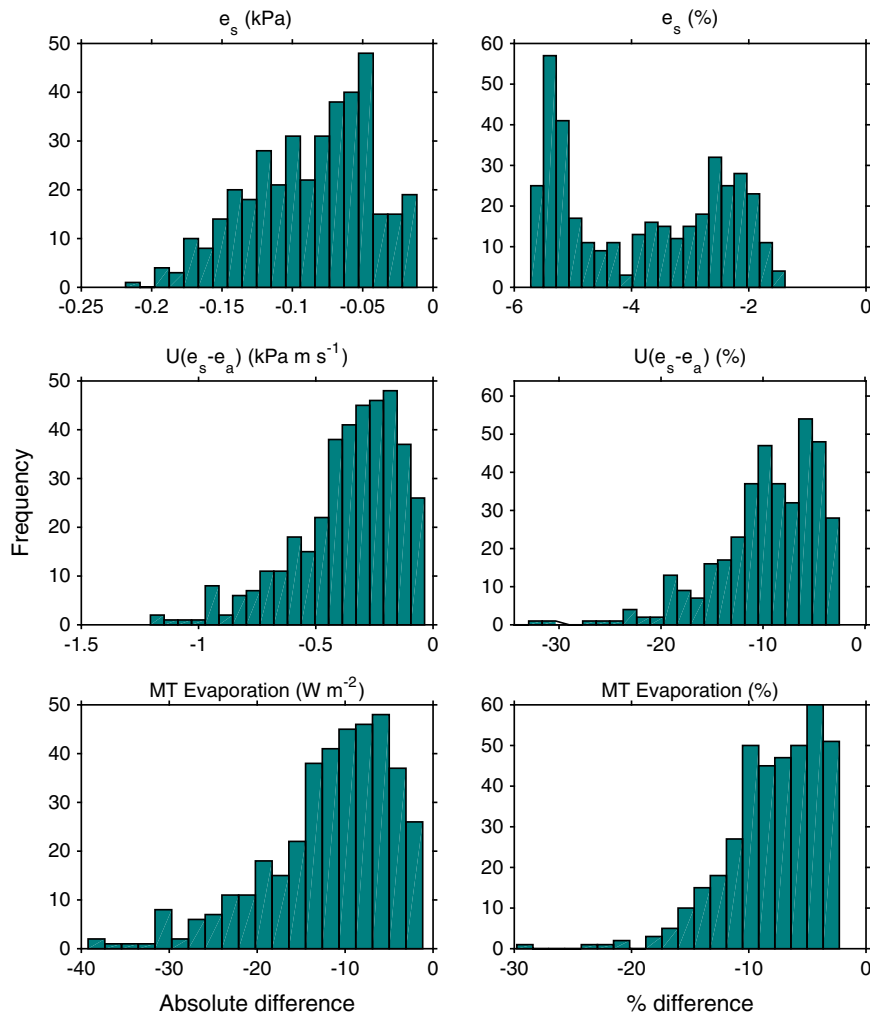 e_s (kPa)
e_s (%)
50
40
30
20
10
0
-0.25 -0.2 -0.15 -0.1 -0.05 0
60
50
40
30
20
10
0
-6 -4 -2 0
U(e_s-e_a) (kPa m s^-1)
U(e_s-e_a) (%)
Frequency
50
40
30
20
10
0
-1.5 -1 -0.5 0
60
50
40
30
20
10
0
-30 -20 -10 0
MT Evaporation (W m^-2)
MT Evaporation (%)
50
40
30
20
10
0
-40 -30 -20 -10 0
Absolute difference
60
50
40
30
20
10
0
-30 -20 -10 0
% difference